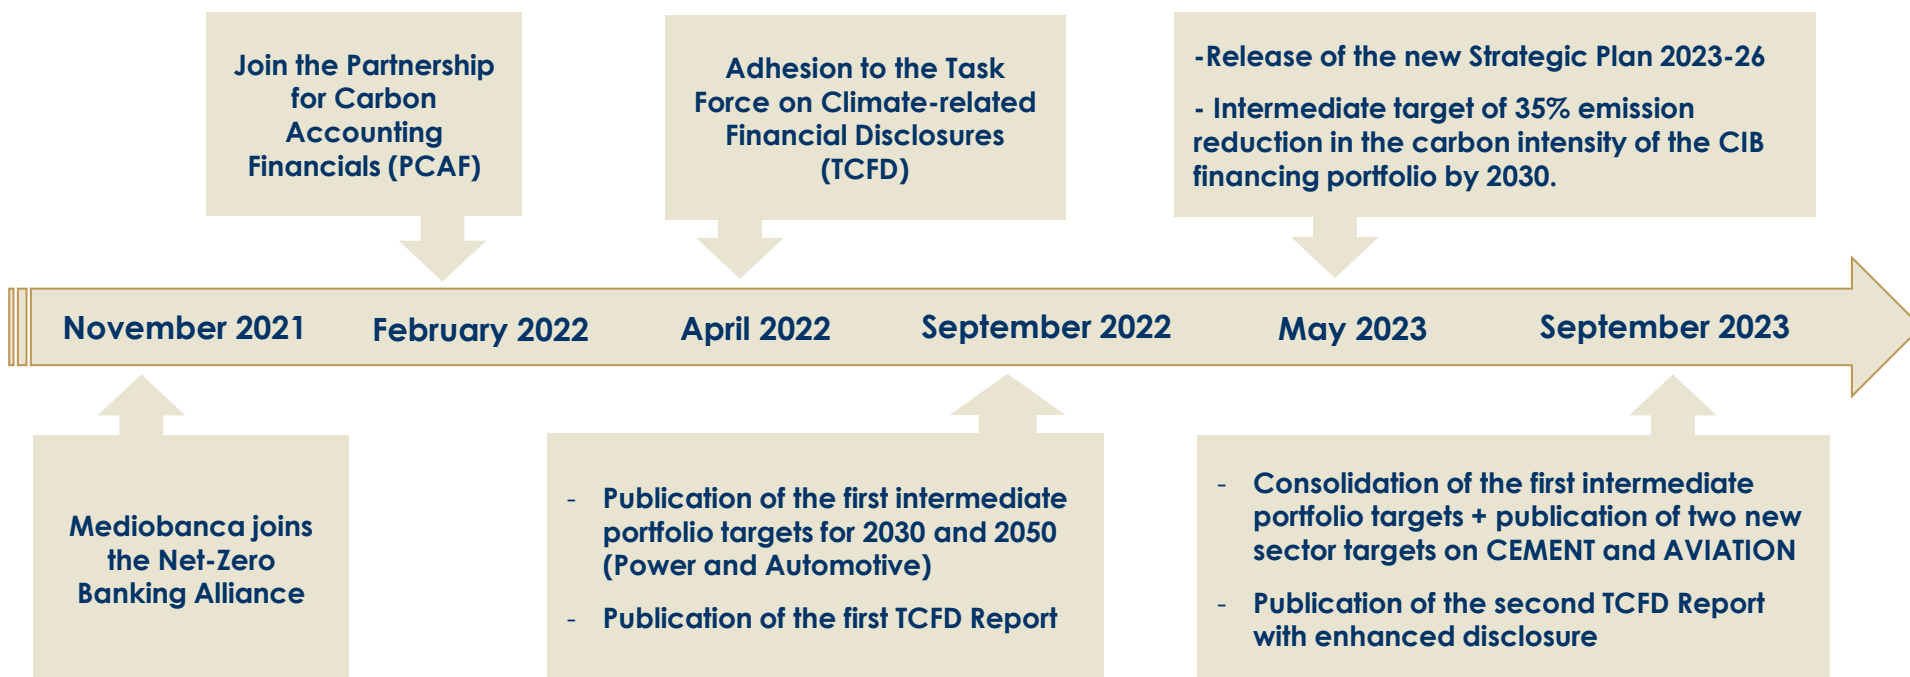 Join the Partnership
for Carbon
Accounting
Financials (PCAF)
Adhesion to the Task
Force on Climate-related
Financial Disclosures
(TCFD)
-Release of the new Strategic Plan 2023-26
- Intermediate target of 35% emission
reduction in the carbon intensity of the CIB
financing portfolio by 2030.
November 2021
February 2022
April 2022
September 2022
May 2023
September 2023
Mediobanca joins
the Net-Zero
Banking Alliance
- Publication of the first intermediate
portfolio targets for 2030 and 2050
(Power and Automotive)
- Publication of the first TCFD Report
- Consolidation of the first intermediate
portfolio targets + publication of two new
sector targets on CEMENT and AVIATION
- Publication of the second TCFD Report
with enhanced disclosure